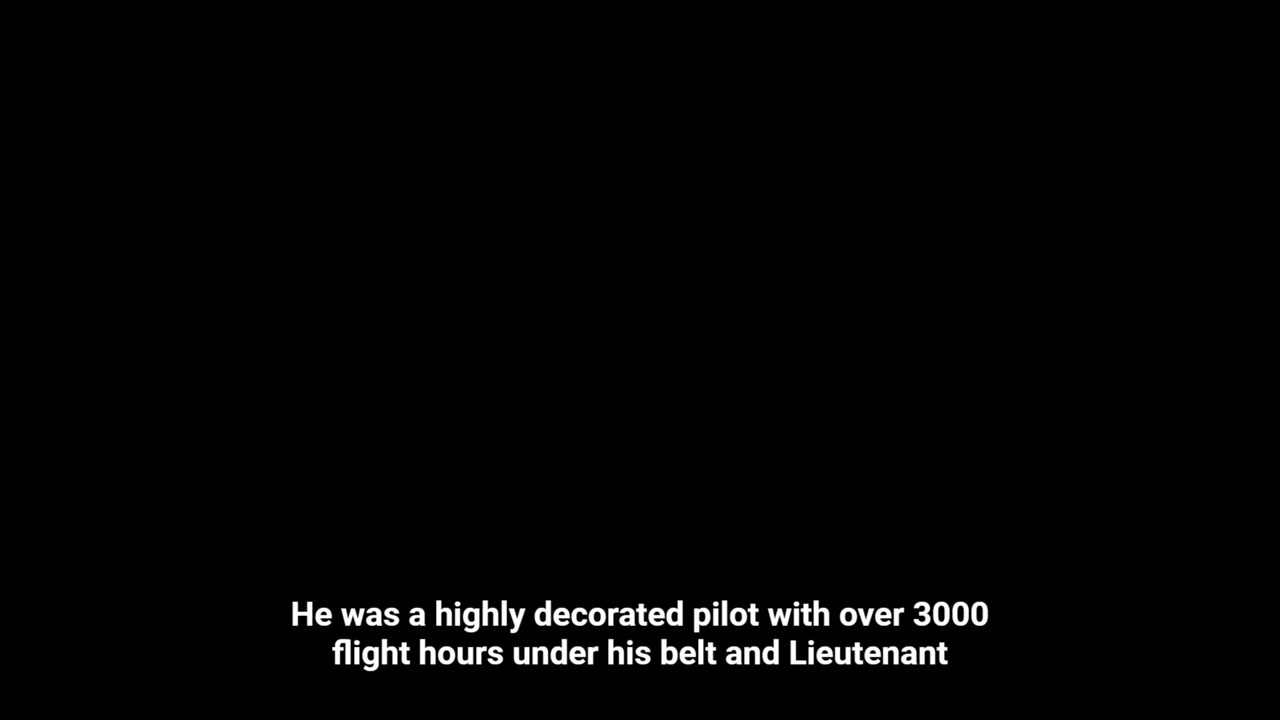 He was a highly decorated pilot with over 3000
flight hours under his belt and Lieutenant